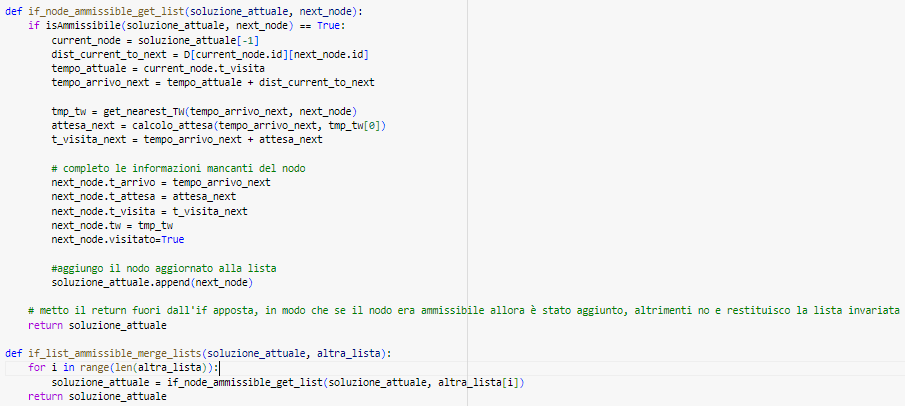 def if_node_ammissible_get_list(soluzione_attuale, next_node):
    if isAmmissibile(soluzione_attuale, next_node) == True:
        current_node = soluzione_attuale[-1]
        dist_current_to_next = D[current_node.id][next_node.id]
        tempo_attuale = current_node.t_visita
        tempo_arrivo_next = tempo_attuale + dist_current_to_next

        tmp_tw = get_nearest_TW(tempo_arrivo_next, next_node)
        attesa_next = calcolo_attesa(tempo_arrivo_next, tmp_tw[0])
        t_visita_next = tempo_arrivo_next + attesa_next

        # completo le informazioni mancanti del nodo
        next_node.t_arrivo = tempo_arrivo_next
        next_node.t_attesa = attesa_next
        next_node.t_visita = t_visita_next
        next_node.tw = tmp_tw
        next_node.visitato=True

        #aggiungo il nodo aggiornato alla lista
        soluzione_attuale.append(next_node)

    # metto il return fuori dall'if apposta, in modo che se il nodo era ammissibile allora è stato aggiunto, altrimenti no e restituisco la lista invariata
    return soluzione_attuale

def if_list_ammissible_merge_lists(soluzione_attuale, altra_lista):
    for i in range(len(altra_lista)):
        soluzione_attuale = if_node_ammissible_get_list(soluzione_attuale, altra_lista[i])
    return soluzione_attuale